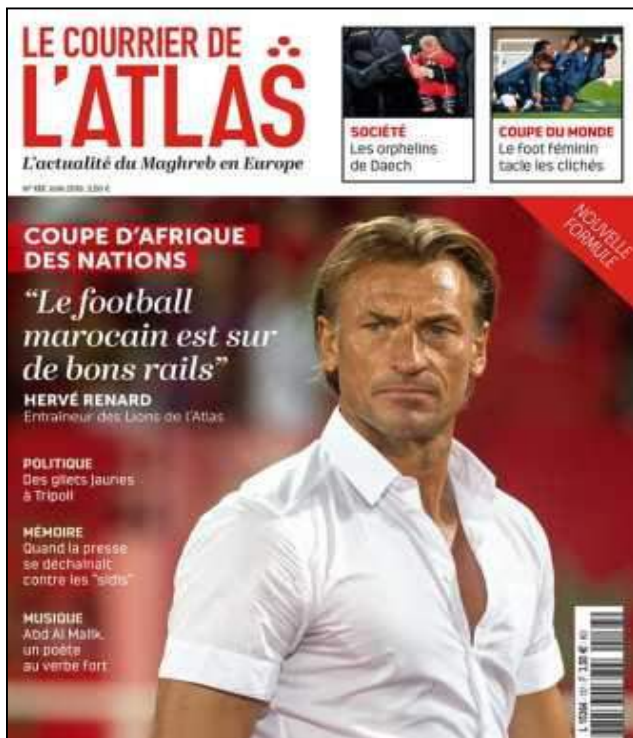 LE COURRIER DE
L'ATLAS
L'actualité du Maghreb en Europe
SOCIÉTÉ
Les orphelins
de Daech
COUPE DU MONDE
Le foot féminin
tacle les clichés
NOUVELLE
FORMULE
COUPE D'AFRIQUE
DES NATIONS
“Le football
marocain est sur
de bons rails”
HERVÉ RENARD
Entraîneur des Lions de l'Atlas
POLITIQUE
Des gilets jaunes
à Tripoli
MÉMOIRE
Quand la presse
se déchaînait
contre les “sidis”
MUSIQUE
Abd Al Malik,
un poète
au verbe fort